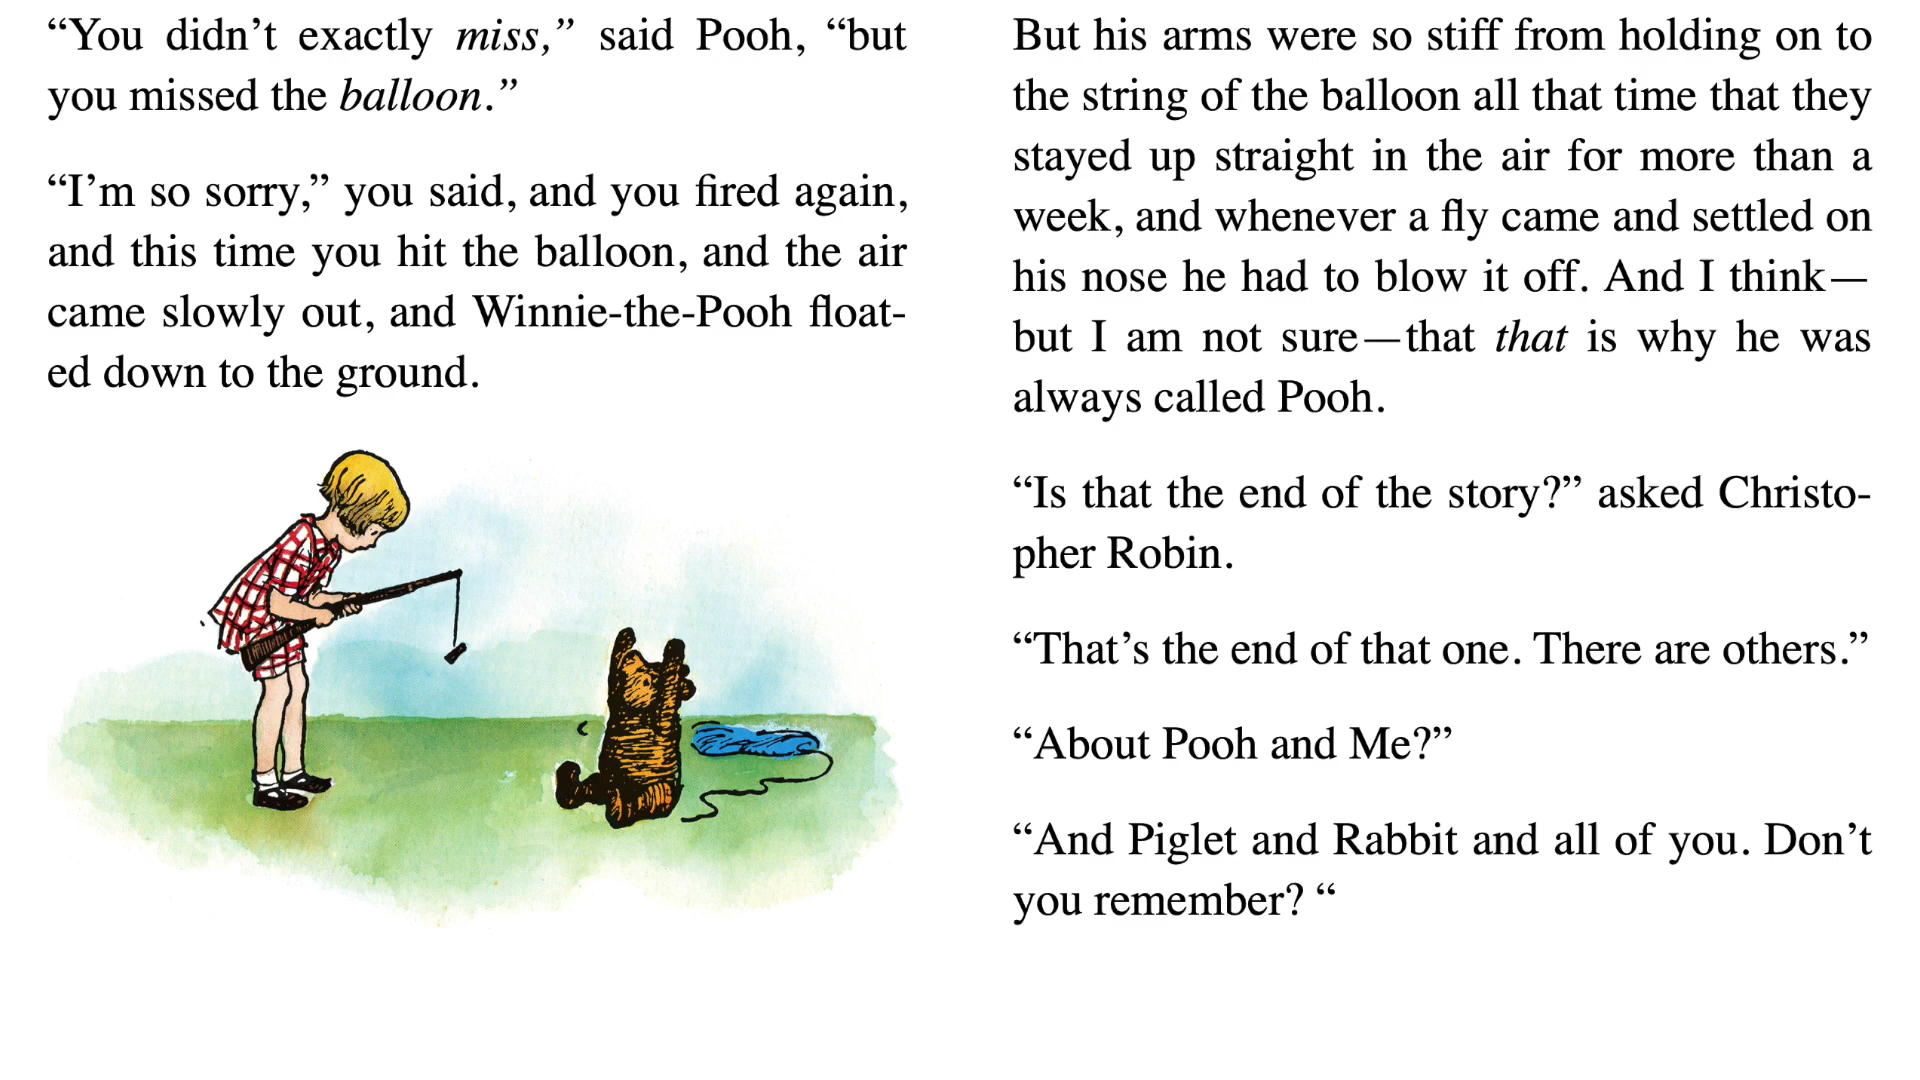 “You didn’t exactly miss,” said Pooh, “but
you missed the balloon.”
“I’m so sorry,” you said, and you fired again,
and this time you hit the balloon, and the air
came slowly out, and Winnie-the-Pooh float-
ed down to the ground.
But his arms were so stiff from holding on to
the string of the balloon all that time that they
stayed up straight in the air for more than a
week, and whenever a fly came and settled on
his nose he had to blow it off. And I think—
but I am not sure—that that is why he was
always called Pooh.
“Is that the end of the story?” asked Christo-
pher Robin.
“That’s the end of that one. There are others.”
“About Pooh and Me?”
“And Piglet and Rabbit and all of you. Don’t
you remember? “